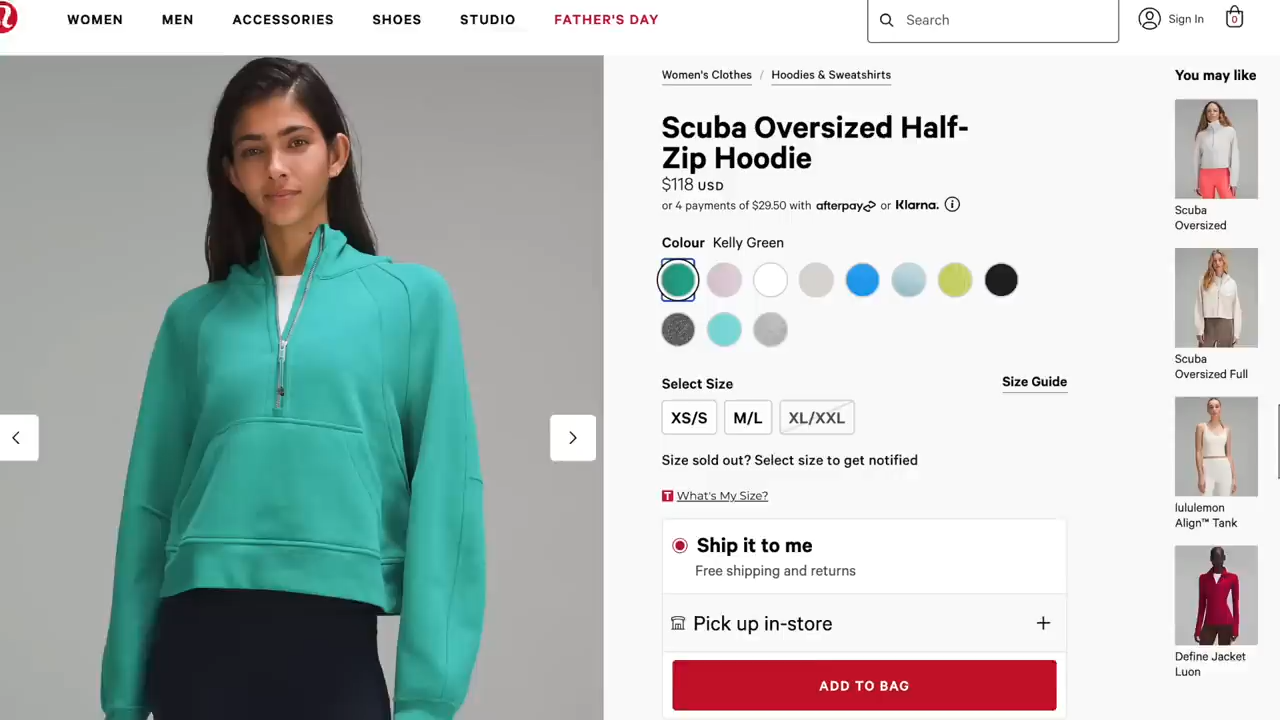 WOMEN MEN ACCESSORIES SHOES STUDIO FATHER'S DAY
Search
Sign In
0
Women's Clothes / Hoodies & Sweatshirts
Scuba Oversized Half-
Zip Hoodie
$118 USD
or 4 payments of $29.50 with afterpay or Klarna.
Colour Kelly Green
Select Size
Size Guide
XS/S M/L XL/XXL
Size sold out? Select size to get notified
T What's My Size?
Ship it to me
Free shipping and returns
Pick up in-store
ADD TO BAG
You may like
Scuba
Oversized
Scuba
Oversized Full
lululemon
Align™ Tank
Define Jacket
Luon